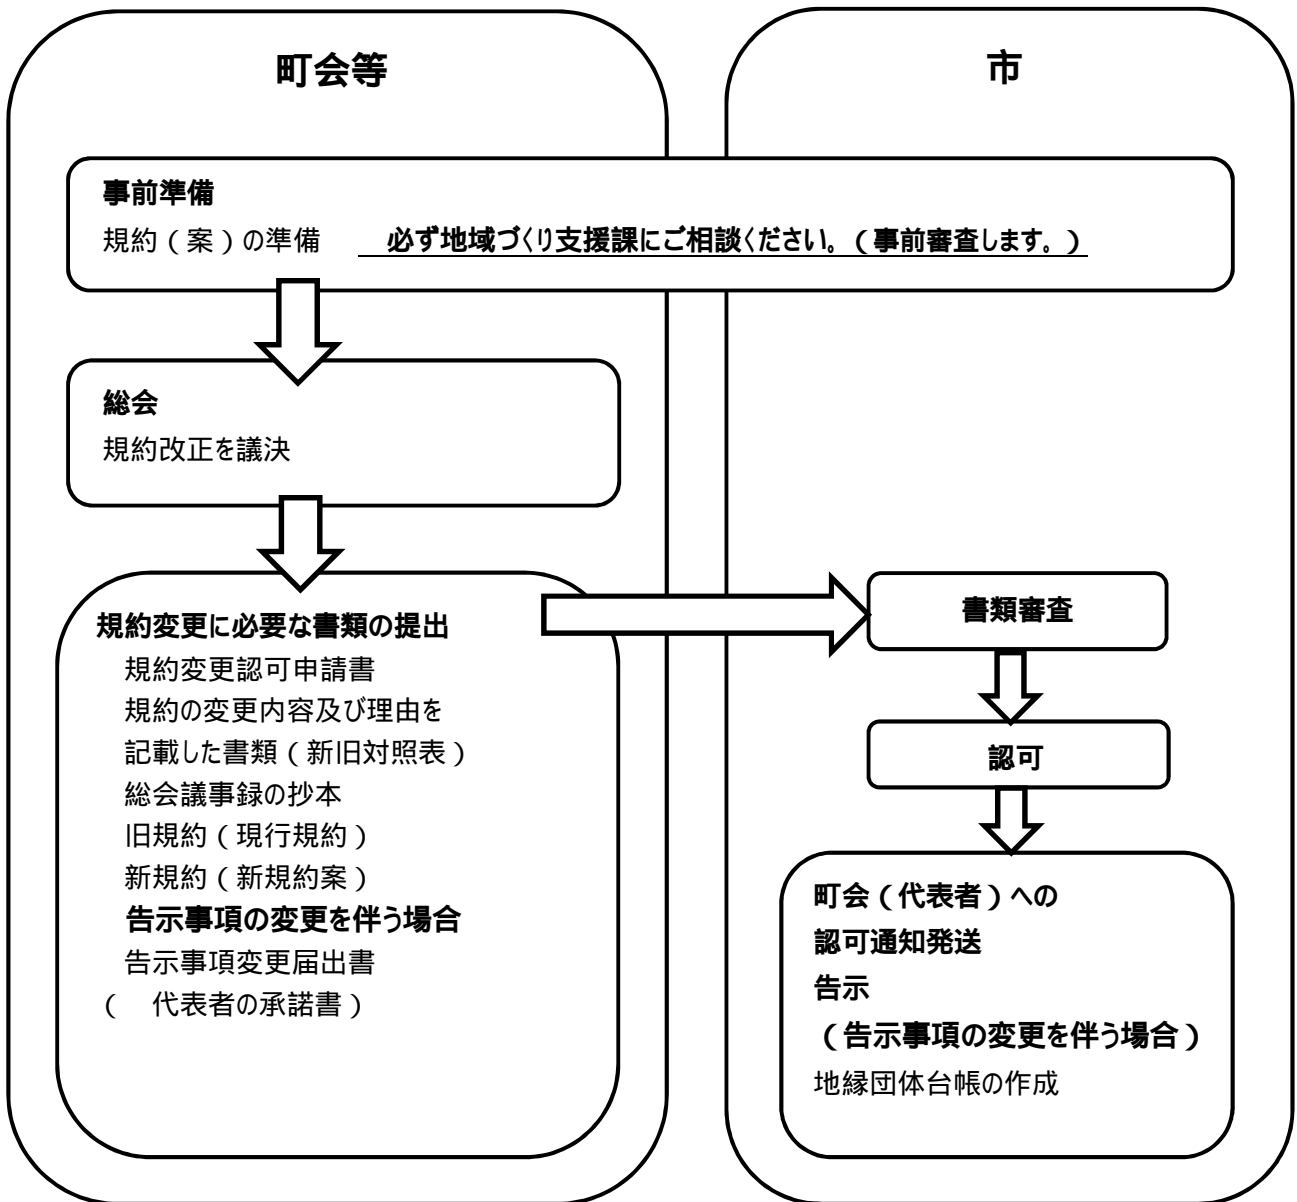 町会等
市
事前準備
規約（案）の準備　必ず地域づくり支援課にご相談ください。（事前審査します。）
総会
規約改正を議決
規約変更に必要な書類の提出
規約変更認可申請書
規約の変更内容及び理由を
記載した書類（新旧対照表）
総会議事録の抄本
旧規約（現行規約）
新規約（新規約案）
告示事項の変更を伴う場合
告示事項変更届出書
（　代表者の承諾書）
書類審査
認可
町会（代表者）への
認可通知発送
告示
（告示事項の変更を伴う場合）
地縁団体台帳の作成